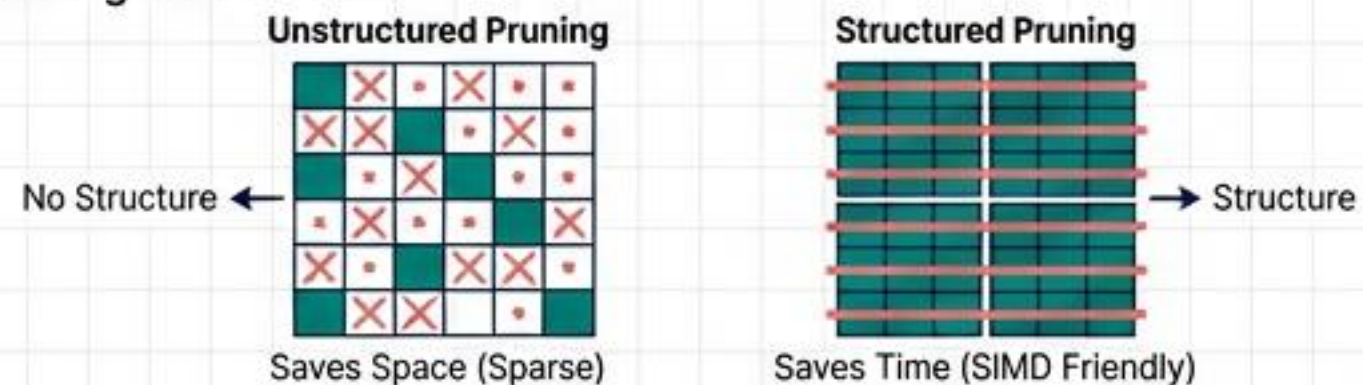 Unstructured Pruning
Structured Pruning
No Structure
Structure
Saves Space (Sparse)
Saves Time (SIMD Friendly)